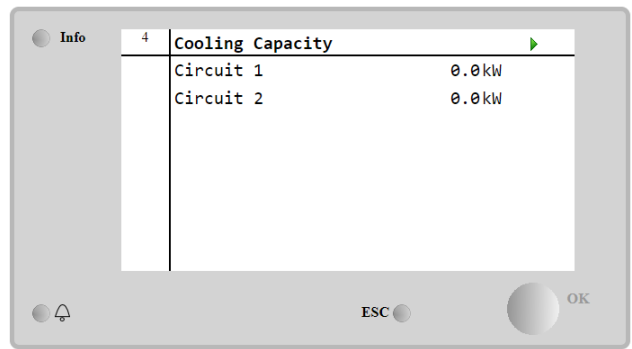 Info
4
Cooling Capacity
Circuit 1 0.0kW
Circuit 2 0.0kW
ESC
OK